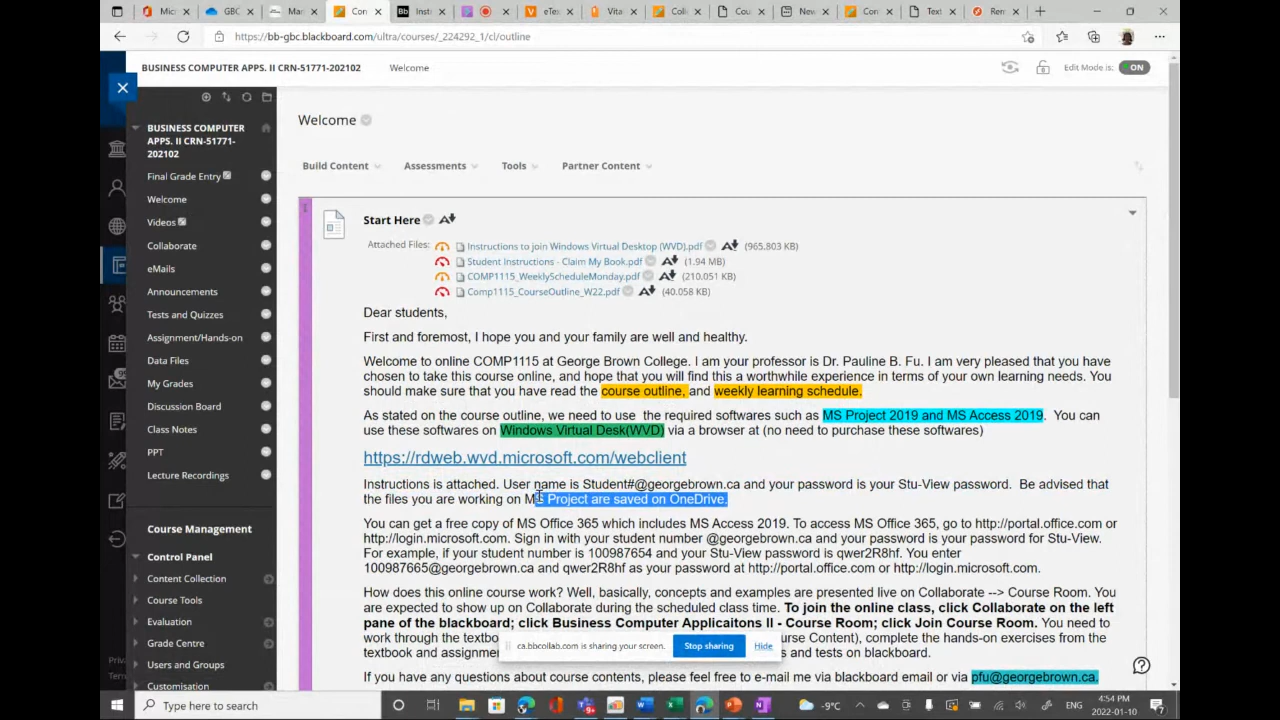 Micr
GBC
Mar
Con
Bb
Instr
eTex
Vita
Colle
Cour
New
Con
Text
Rem
https://bb-gbc.blackboard.com/ultra/courses/_224292_1/cl/outline
BUSINESS COMPUTER APPS. II CRN-51771-202102
Welcome
Edit Mode is:
ON
BUSINESS COMPUTER
APPS. II CRN-51771-
202102
Final Grade Entry
Welcome
Videos
Collaborate
eMails
Announcements
Tests and Quizzes
Assignment/Hands-on
Data Files
My Grades
Discussion Board
Class Notes
PPT
Lecture Recordings
Course Management
Control Panel
Content Collection
Course Tools
Evaluation
Grade Centre
Users and Groups
Customisation
Welcome
Build Content
Assessments
Tools
Partner Content
Start Here
Attached Files:
Instructions to join Windows Virtual Desktop (WVD).pdf (965.803 KB)
Student Instructions - Claim My Book.pdf (1.94 MB)
COMP1115_WeeklyScheduleMonday.pdf (210.051 KB)
Comp1115_CourseOutline_W22.pdf (40.058 KB)
Dear students,
First and foremost, I hope you and your family are well and healthy.
Welcome to online COMP1115 at George Brown College. I am your professor is Dr. Pauline B. Fu. I am very pleased that you have
chosen to take this course online, and hope that you will find this a worthwhile experience in terms of your own learning needs. You
should make sure that you have read the course outline, and weekly learning schedule.
As stated on the course outline, we need to use the required softwares such as MS Project 2019 and MS Access 2019. You can
use these softwares on Windows Virtual Desk(WVD) via a browser at (no need to purchase these softwares)
https://rdweb.wvd.microsoft.com/webclient
Instructions is attached. User name is Student#@georgebrown.ca and your password is your Stu-View password. Be advised that
the files you are working on MS Project are saved on OneDrive.
You can get a free copy of MS Office 365 which includes MS Access 2019. To access MS Office 365, go to http://portal.office.com or
http://login.microsoft.com. Sign in with your student number @georgebrown.ca and your password is your password for Stu-View.
For example, if your student number is 100987654 and your Stu-View password is qwer2R8hf. You enter
100987665@georgebrown.ca and qwer2R8hf as your password at http://portal.office.com or http://login.microsoft.com.
How does this online course work? Well, basically, concepts and examples are presented live on Collaborate --> Course Room. You
are expected to show up on Collaborate during the scheduled class time. To join the online class, click Collaborate on the left
pane of the blackboard; click Business Computer Applicaitons II - Course Room; click Join Course Room. You need to
work through the textbo urse Content), complete the hands-on exercises from the
textbook and assignme s and tests on blackboard.
If you have any questions about course contents, please feel free to e-mail me via blackboard email or via pfu@georgebrown.ca.
ca.bbcollab.com is sharing your screen.
Stop sharing
Hide
Priva
Type here to search
-9°C
ENG
4:54 PM
2022-01-10